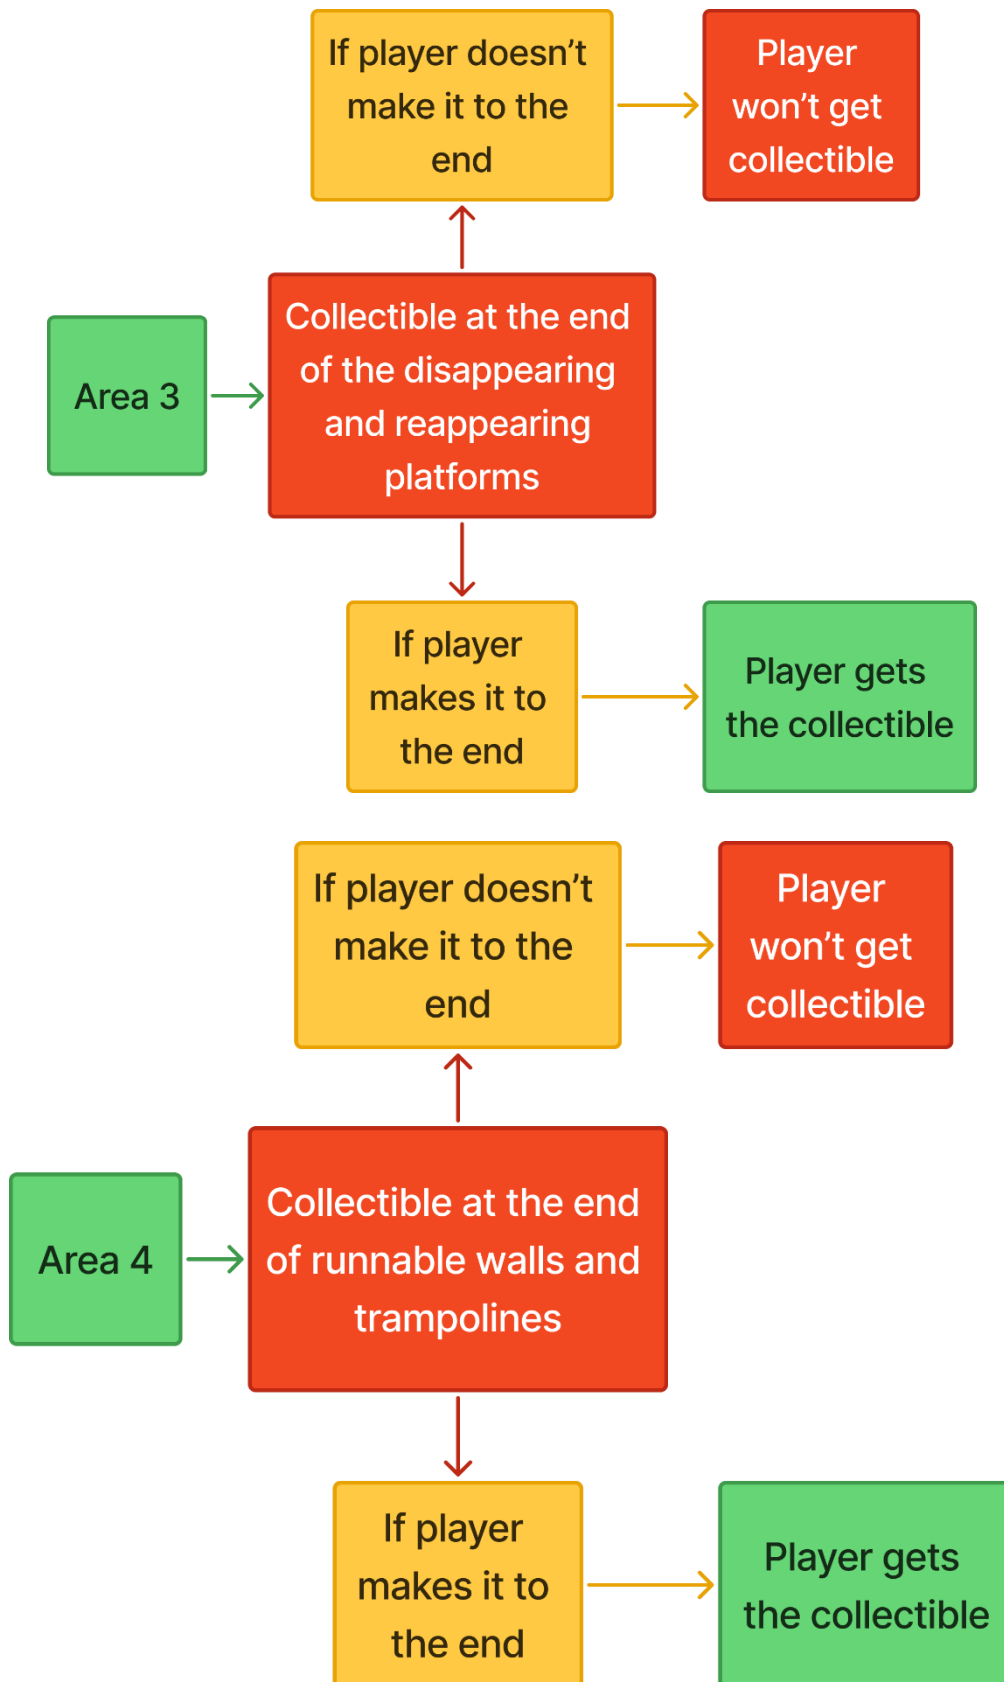 If player doesn’t
make it to the
end
Player
won’t get
collectible
Area 3
Collectible at the end
of the disappearing
and reappearing
platforms
If player
makes it to
the end
Player gets
the collectible
If player doesn’t
make it to the
end
Player
won’t get
collectible
Area 4
Collectible at the end
of runnable walls and
trampolines
If player
makes it to
the end
Player gets
the collectible